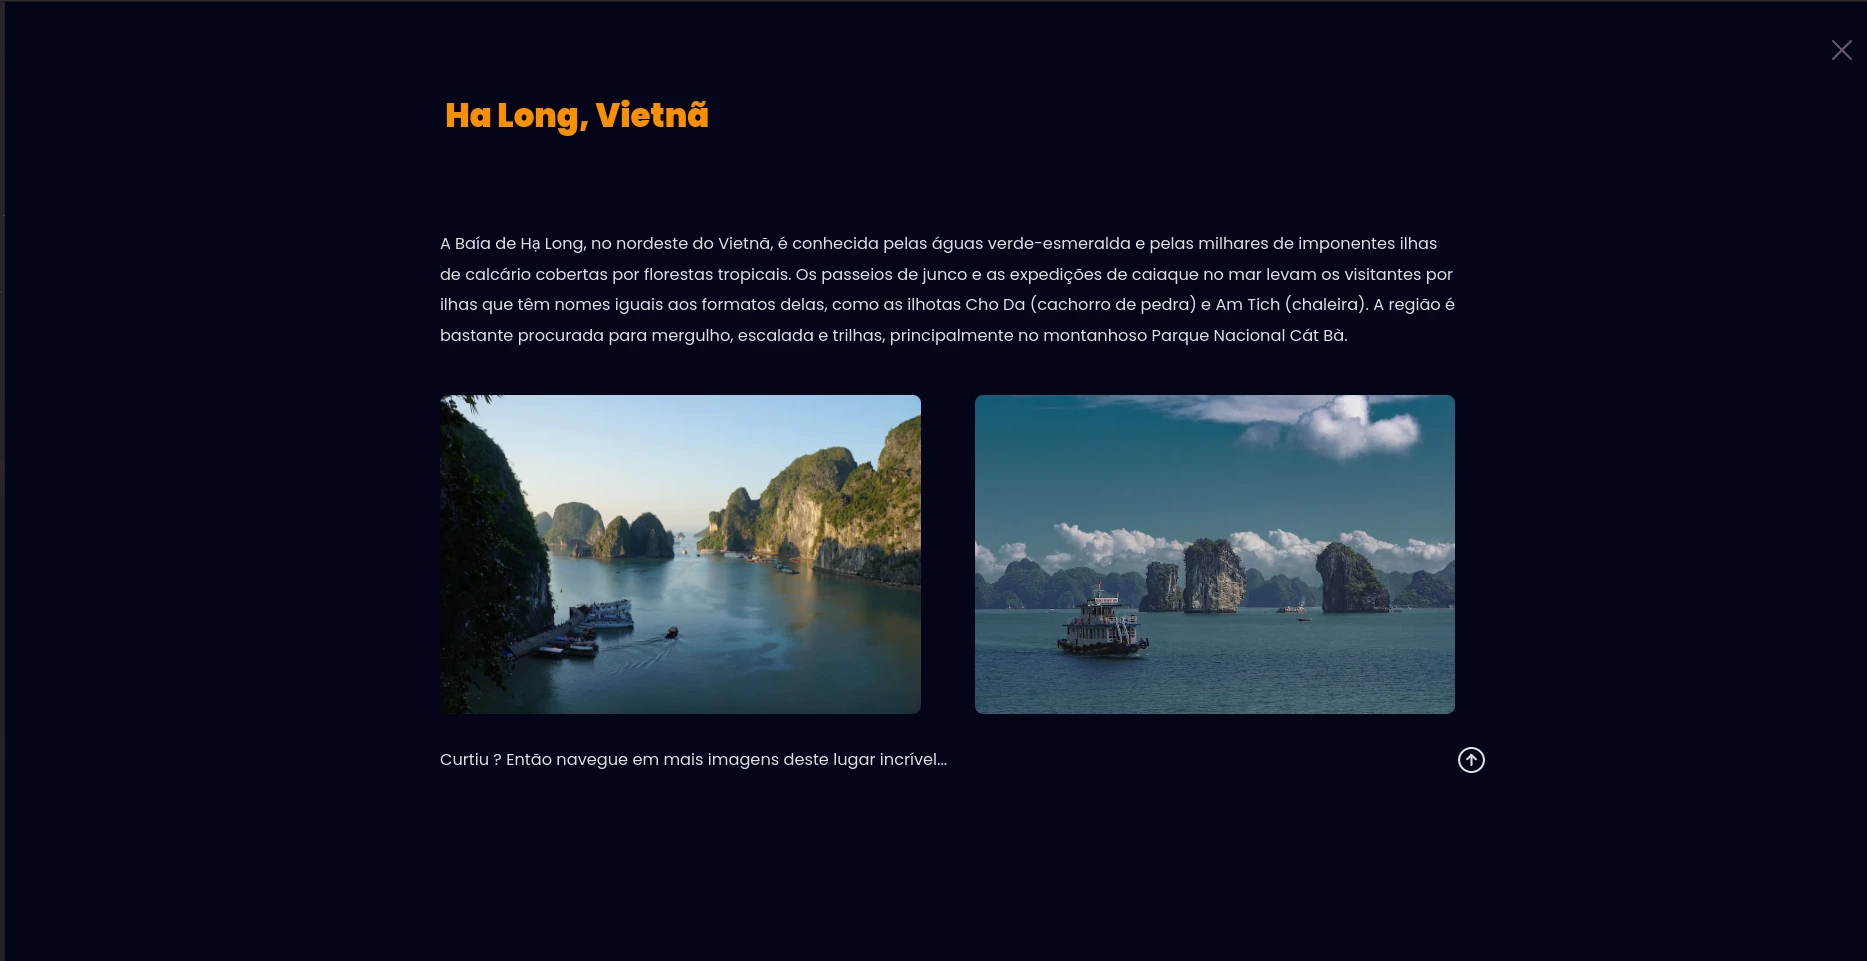 Ha Long, Vietnã
A Baía de Hạ Long, no nordeste do Vietnã, é conhecida pelas águas verde-esmeralda e pelas milhares de imponentes ilhas
de calcário cobertas por florestas tropicais. Os passeios de junco e as expedições de caiaque no mar levam os visitantes por
ilhas que têm nomes iguais aos formatos delas, como as ilhotas Cho Da (cachorro de pedra) e Am Tich (chaleira). A região é
bastante procurada para mergulho, escalada e trilhas, principalmente no montanhoso Parque Nacional Cát Bà.
Curtiu ? Então navegue em mais imagens deste lugar incrível...